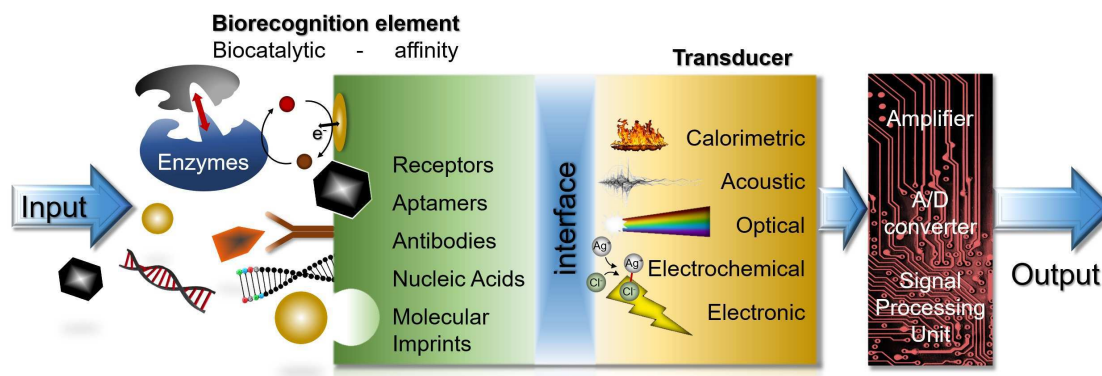 Biorecognition element
Biocatalytic - affinity
Input
Enzymes
e-
Receptors
Aptamers
Antibodies
Nucleic Acids
Molecular
Imprints
interface
Transducer
Calorimetric
Acoustic
Optical
Electrochemical
Electronic
Ag
Ag
Cl-
Cl-
Amplifier
A/D
converter
Signal
Processing
Unit
Output